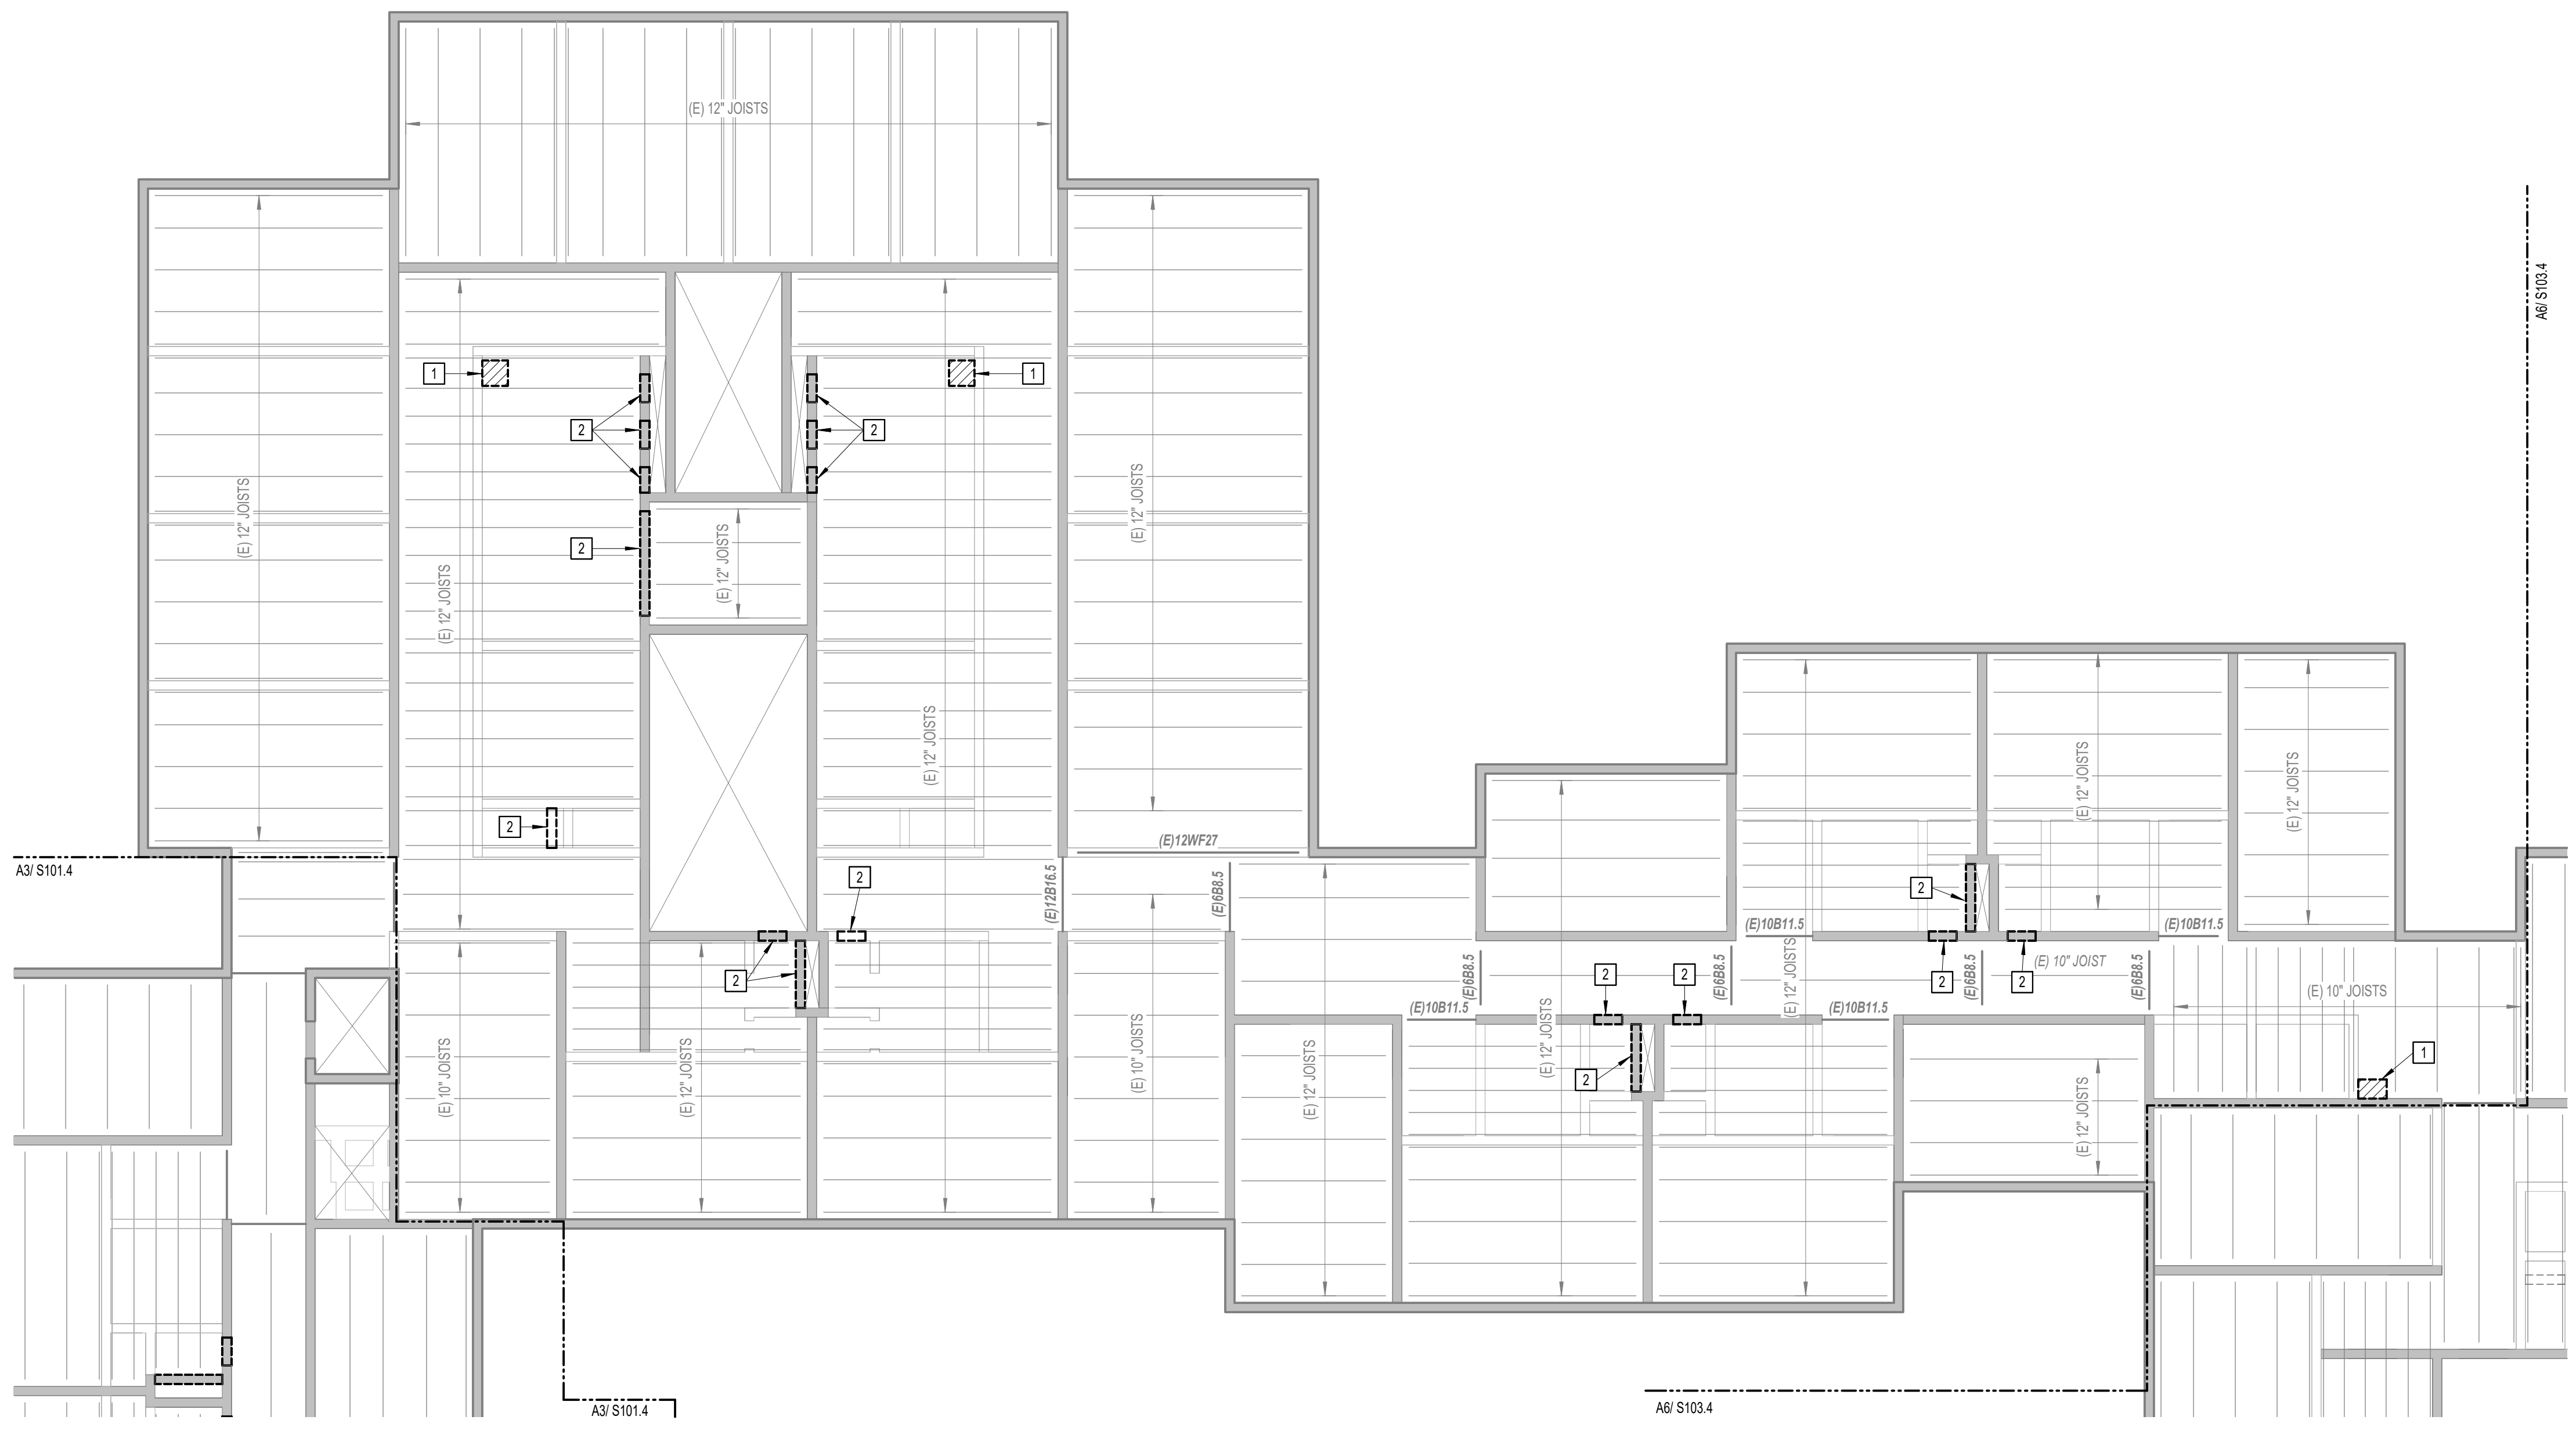 (E) 12" JOISTS
A6/ S103.4
1
1
2
2
(E) 12" JOISTS
(E) 12" JOISTS
(E) 12" JOISTS
2
(E) 12" JOISTS
(E) 12" JOISTS
(E) 12" JOISTS
(E) 12" JOISTS
(E) 12" JOISTS
2
(E)12WF27
A3/ S101.4
2
(E)12B16.5
(E)6B8.5
2
(E)10B11.5
(E)10B11.5
2
(E)6B8.5
2
2
(E)6B8.5
(E) 12" JOISTS
2
(E)6B8.5
2
(E) 10" JOIST
(E)6B8.5
(E) 10" JOISTS
(E)10B11.5
(E)10B11.5
(E) 12" JOISTS
1
2
(E) 10" JOISTS
(E) 12" JOISTS
(E) 10" JOISTS
(E) 12" JOISTS
(E) 12" JOISTS
A3/ S101.4
A6/ S103.4